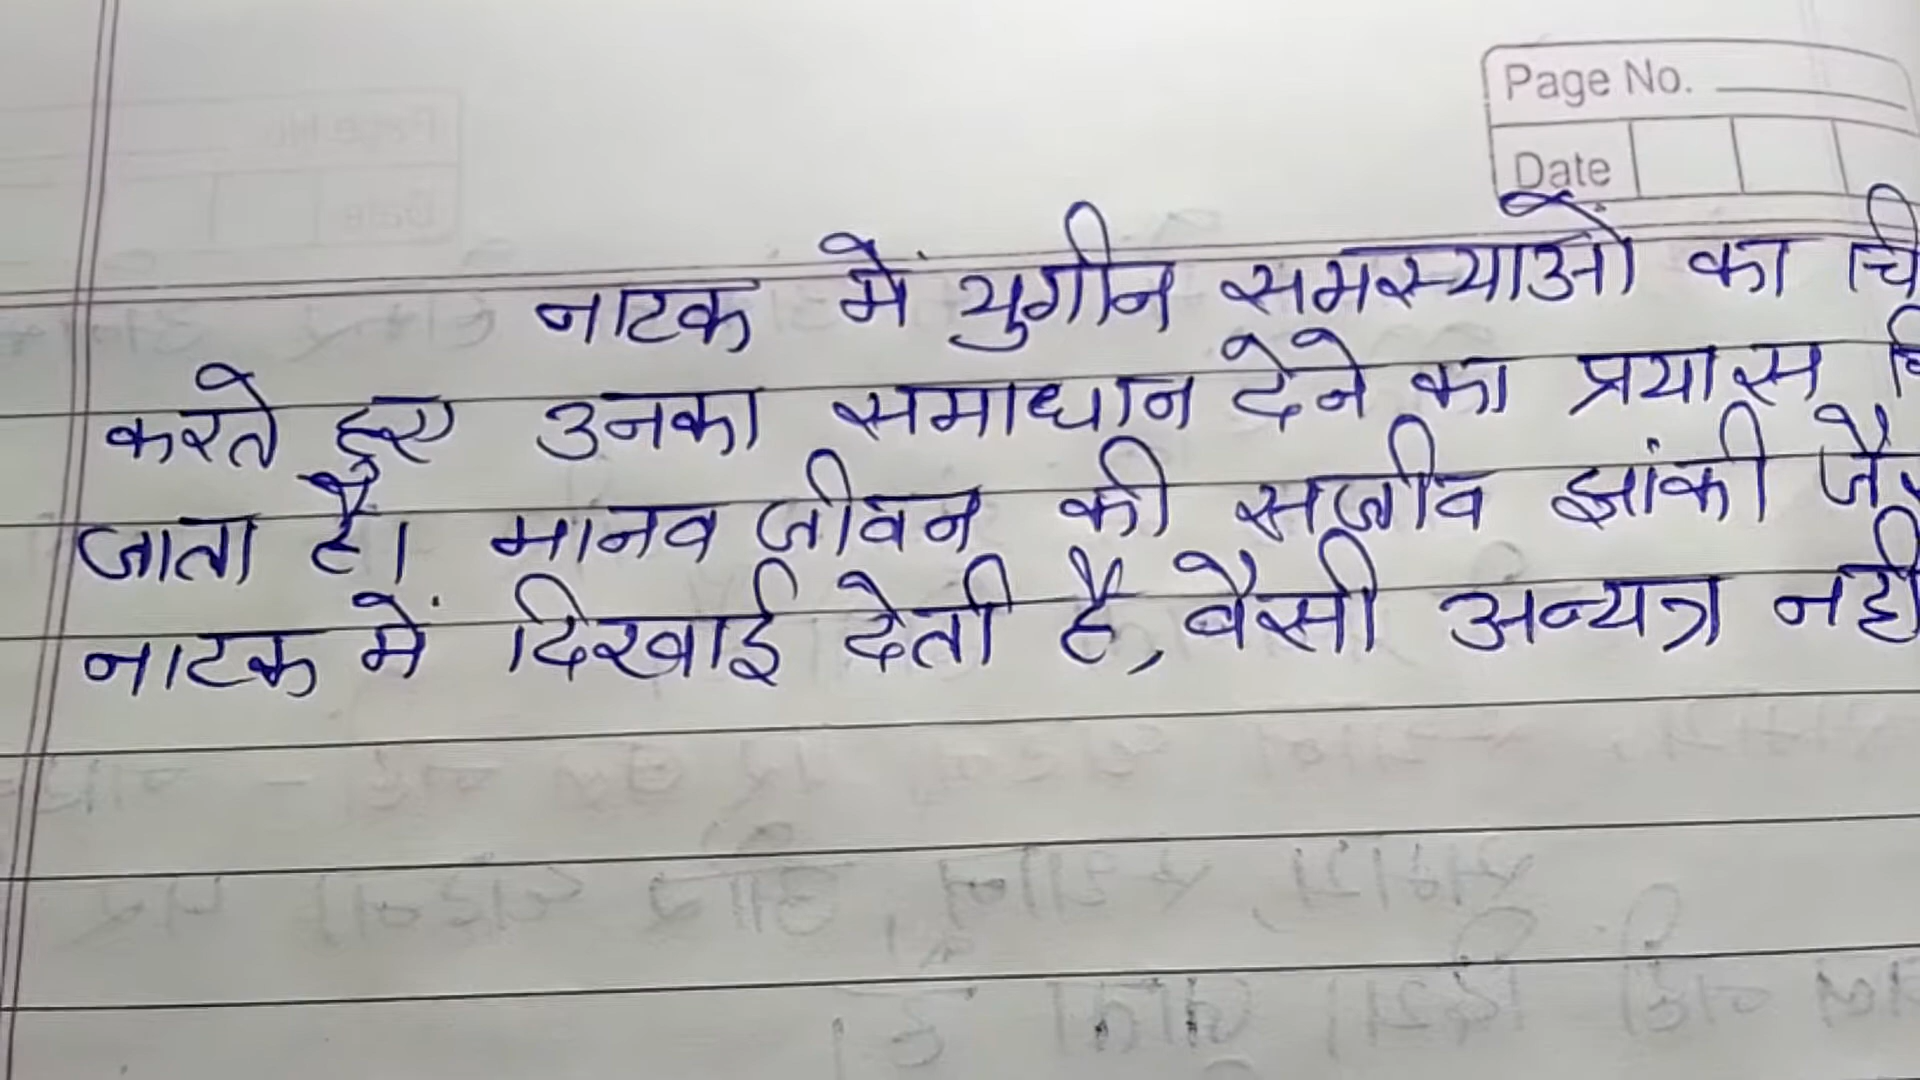 Page No.
Date
नाटक में युगीन समस्याओं का
करते हुए उनका समाधान देने का प्रयास
जाता है। मानव जीवन की सजीव झांकी
नाटक में दिखाई देती है, वैसी अन्यत्र